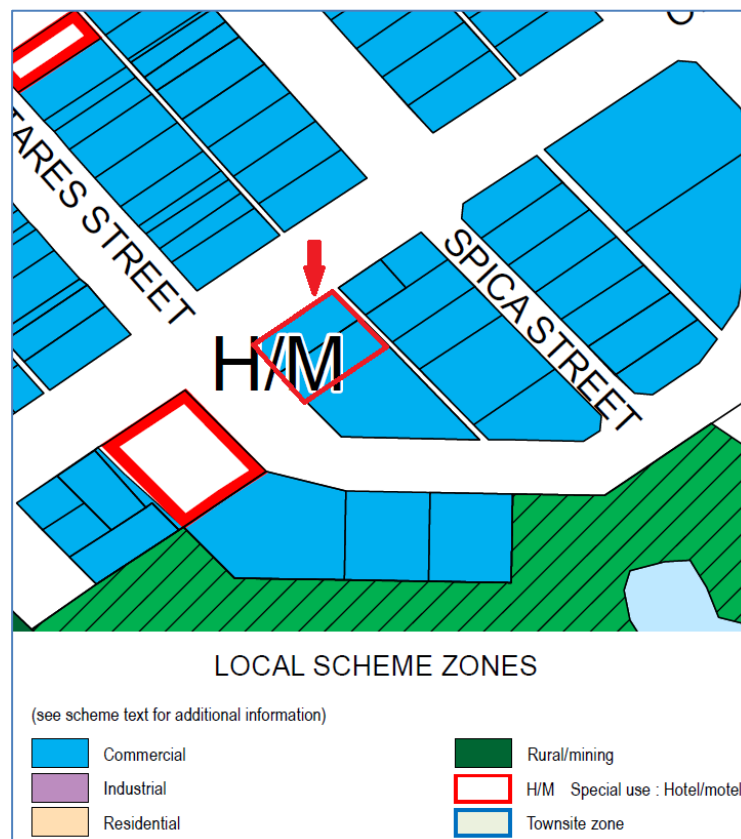 TARES STREET
SPICA STREET
H/M
LOCAL SCHEME ZONES
(see scheme text for additional information)
Commercial
Industrial
Residential
Rural/mining
H/M Special use : Hotel/motel
Townsite zone